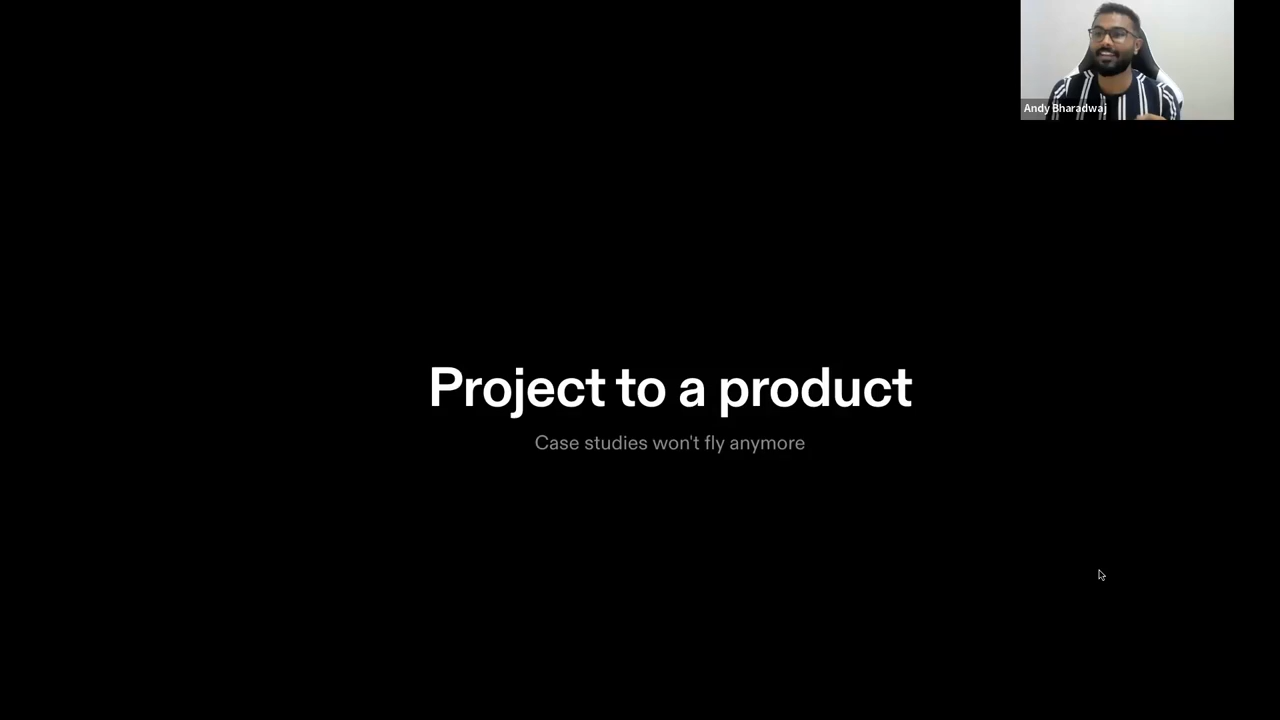 Andy Bharadwaj
Project to a product
Case studies won't fly anymore